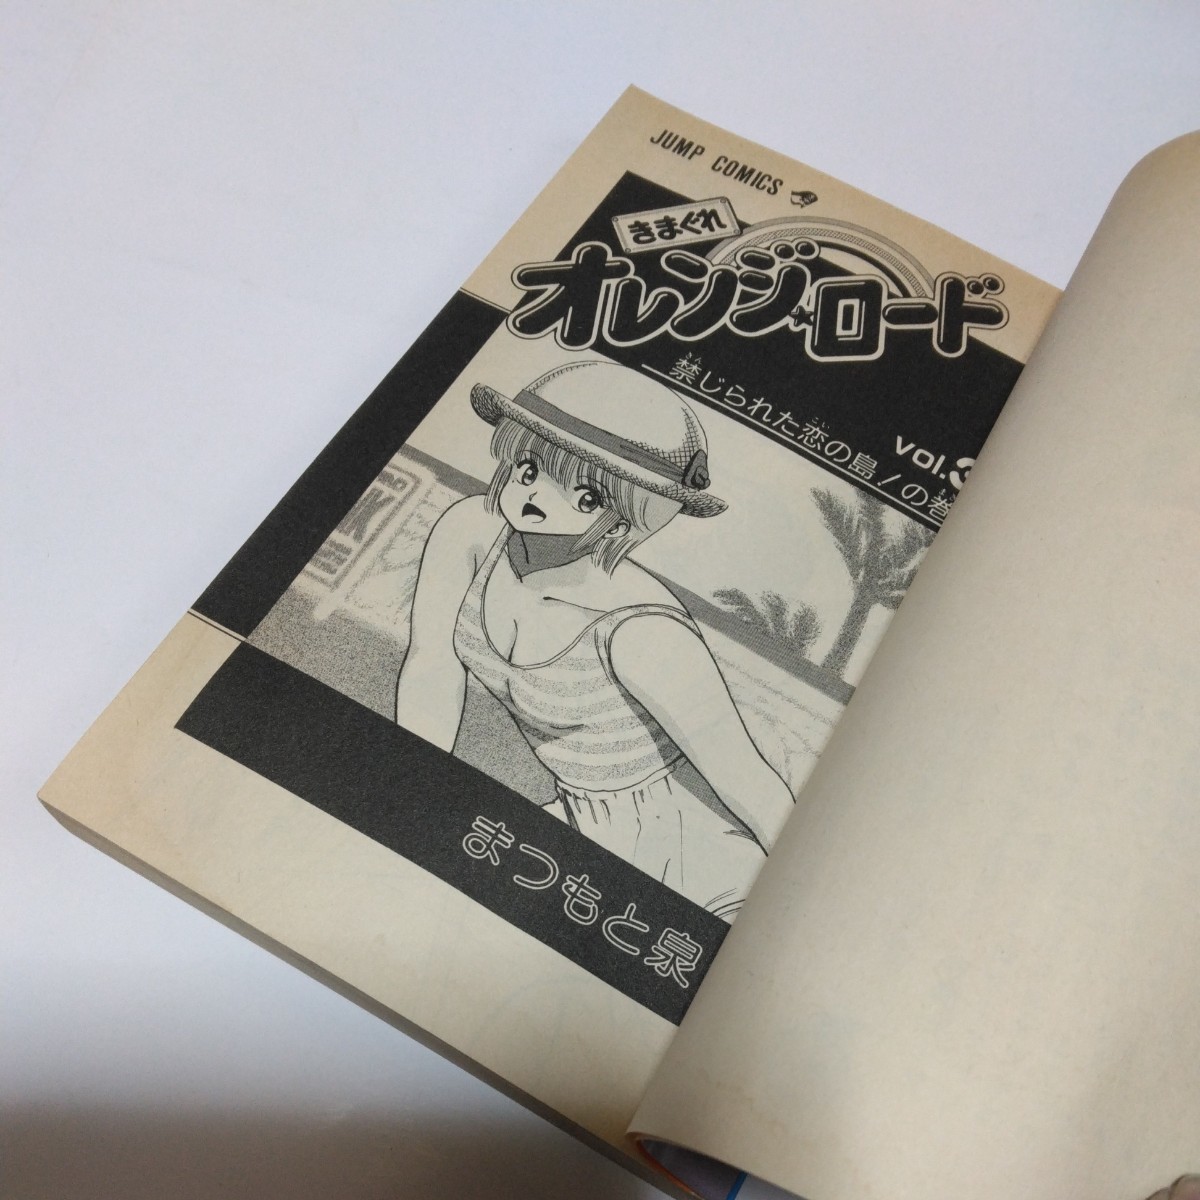 JUMP COMICS
きまぐれ
オレンジ★ロード
vol.3
禁じられた恋の島!の巻
まつもと泉